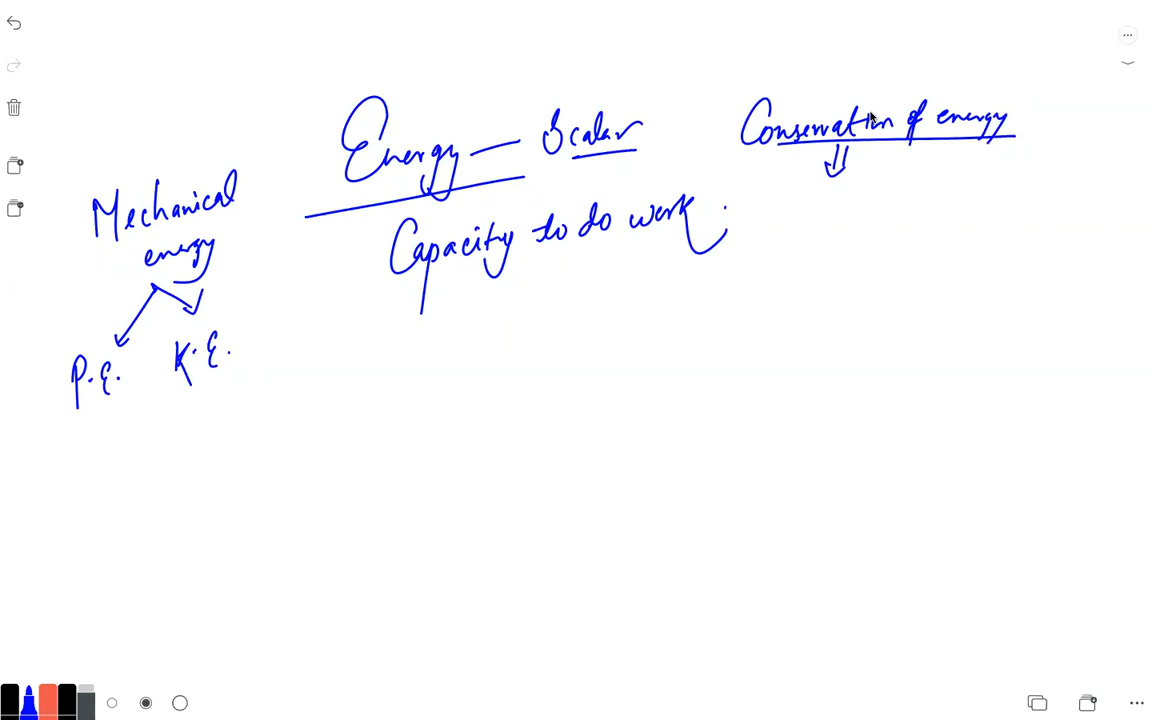 Energy — Scalar
Capacity to do work.
Mechanical
energy
P.E.
K.E.
Conservation of energy